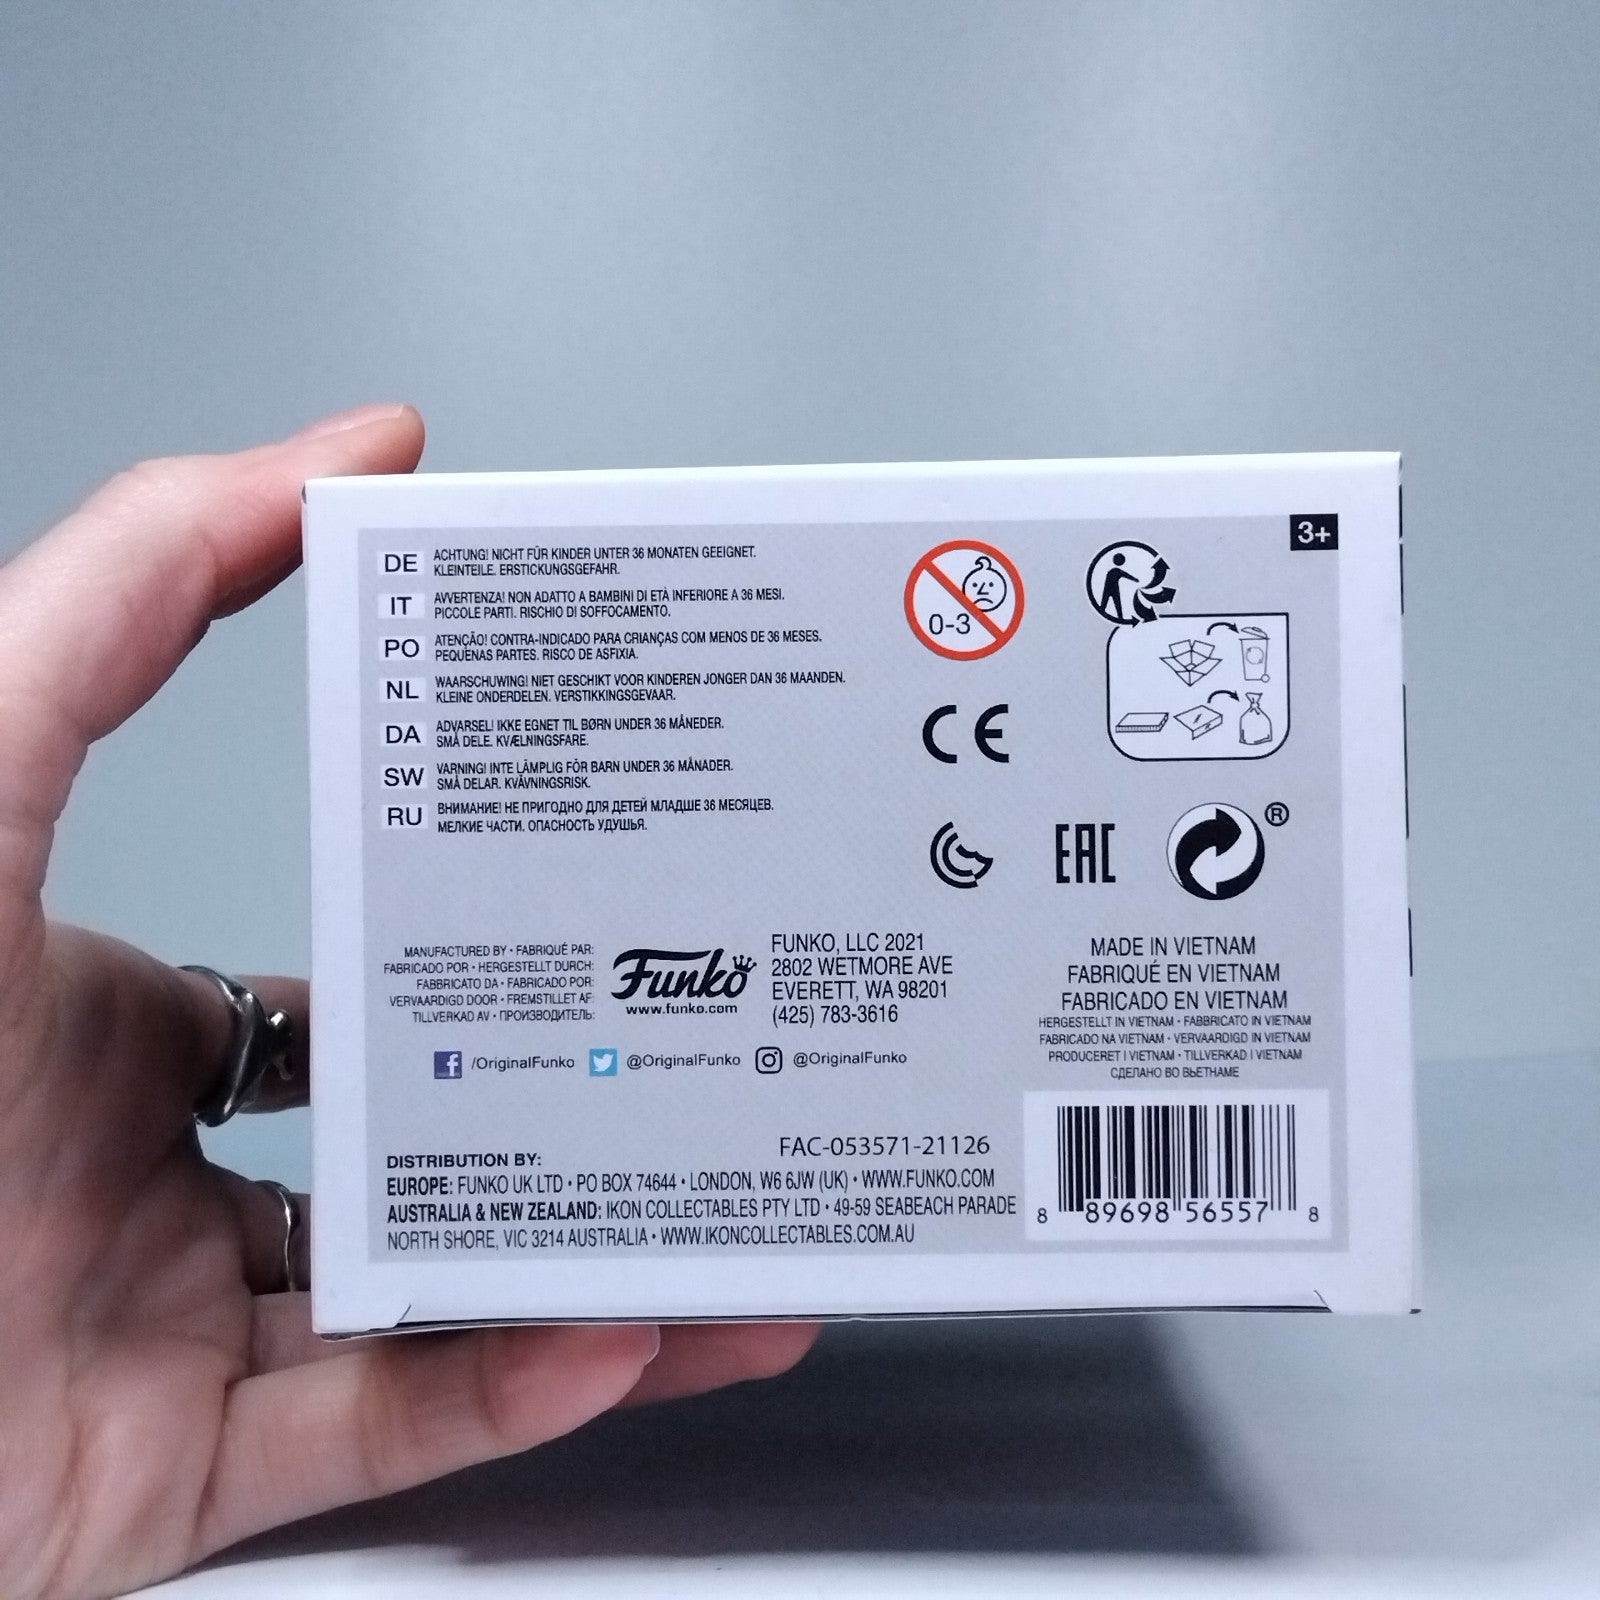 3+
DE
ACHTUNG! NICHT FÜR KINDER UNTER 36 MONATEN GEEIGNET.
KLEINTEILE. ERSTICKUNGSGEFAHR.
IT
AVVERTENZA! NON ADATTO A BAMBINI DI ETÀ INFERIORE A 36 MESI.
PICCOLE PARTI. RISCHIO DI SOFFOCAMENTO.
PO
ATENÇÃO! CONTRA-INDICADO PARA CRIANÇAS COM MENOS DE 36 MESES.
PEQUENAS PARTES. RISCO DE ASFIXIA.
NL
WAARSCHUWING! NIET GESCHIKT VOOR KINDEREN JONGER DAN 36 MAANDEN.
KLEINE ONDERDELEN. VERSTIKKINGSGEVAAR.
DA
ADVARSEL! IKKE EGNET TIL BØRN UNDER 36 MÅNEDER.
SMÅ DELE. KVÆLNINGSFARE.
SW
VARNING! INTE LÄMPLIG FÖR BARN UNDER 36 MÅNADER.
SMÅ DELAR. KVÄVNINGSRISK.
RU
ВНИМАНИЕ! НЕ ПРИГОДНО ДЛЯ ДЕТЕЙ МЛАДШЕ 36 МЕСЯЦЕВ.
МЕЛКИЕ ЧАСТИ. ОПАСНОСТЬ УДУШЬЯ.
0-3
CE
EAC
®
MANUFACTURED BY • FABRIQUÉ PAR:
FABRICADO POR • HERGESTELLT DURCH:
FABBRICATO DA • FABRICADO POR:
VERVAARDIGD DOOR • FREMSTILLET AF:
TILLVERKAD AV • ПРОИЗВОДИТЕЛЬ:
Funko
www.funko.com
FUNKO, LLC 2021
2802 WETMORE AVE
EVERETT, WA 98201
(425) 783-3616
MADE IN VIETNAM
FABRIQUÉ EN VIETNAM
FABRICADO EN VIETNAM
HERGESTELLT IN VIETNAM • FABBRICATO IN VIETNAM
FABRICADO NA VIETNAM • VERVAARDIGD IN VIETNAM
PRODUCERET I VIETNAM • TILLVERKAD I VIETNAM
СДЕЛАНО ВО ВЬЕТНАМЕ
f /OriginalFunko @OriginalFunko @OriginalFunko
FAC-053571-21126
DISTRIBUTION BY:
EUROPE: FUNKO UK LTD • PO BOX 74644 • LONDON, W6 6JW (UK) • WWW.FUNKO.COM
AUSTRALIA & NEW ZEALAND: IKON COLLECTABLES PTY LTD • 49-59 SEABEACH PARADE
NORTH SHORE, VIC 3214 AUSTRALIA • WWW.IKONCOLLECTABLES.COM.AU
8 89698 56557 8